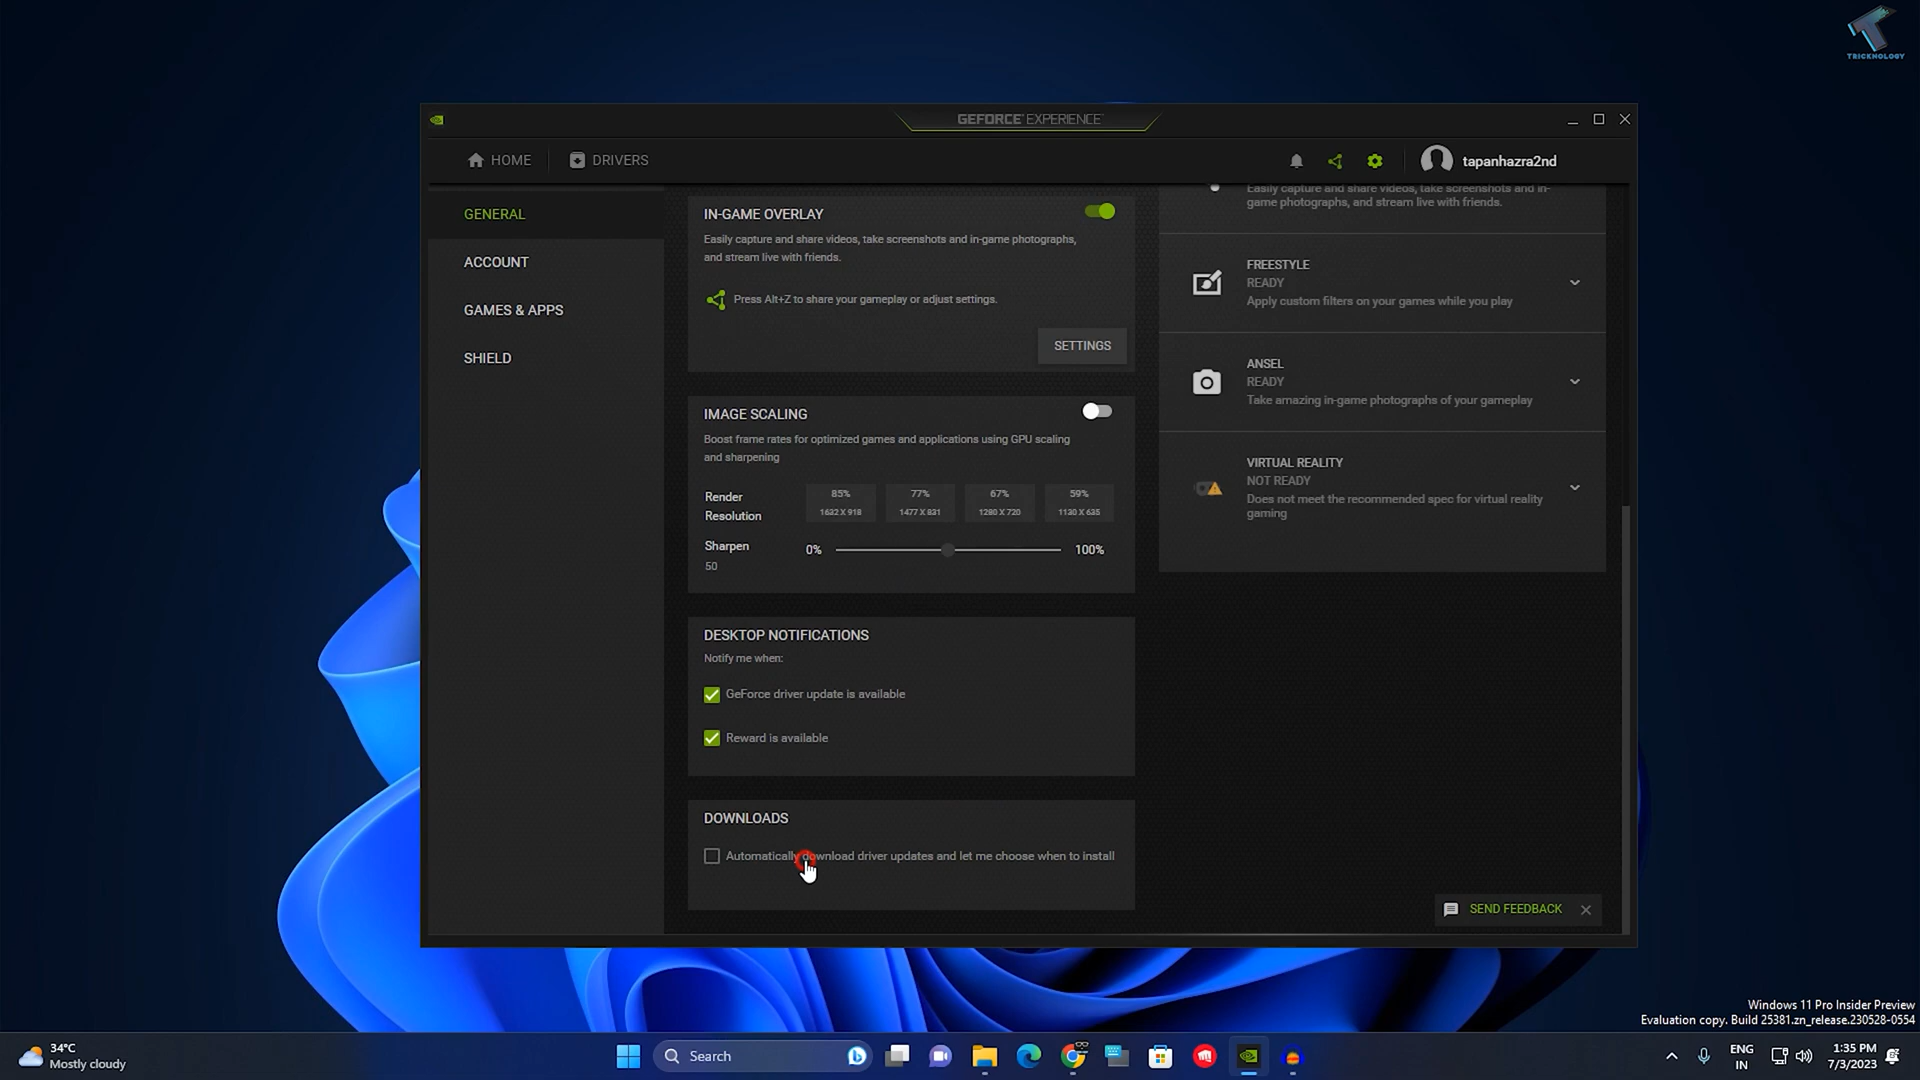 TRICKNOLOGY
GEFORCE EXPERIENCE
HOME
DRIVERS
tapanhazra2nd
GENERAL
ACCOUNT
GAMES & APPS
SHIELD
IN-GAME OVERLAY
Easily capture and share videos, take screenshots and in-game photographs,
and stream live with friends.
Press Alt+Z to share your gameplay or adjust settings.
SETTINGS
IMAGE SCALING
Boost frame rates for optimized games and applications using GPU scaling
and sharpening
Render
Resolution
85%
1632 X 918
77%
1477 X 831
67%
1280 X 720
59%
1130 X 635
Sharpen
50
0%
100%
DESKTOP NOTIFICATIONS
Notify me when:
GeForce driver update is available
Reward is available
DOWNLOADS
Automatically download driver updates and let me choose when to install
Easily capture and share videos, take screenshots and in-
game photographs, and stream live with friends.
FREESTYLE
READY
Apply custom filters on your games while you play
ANSEL
READY
Take amazing in-game photographs of your gameplay
VIRTUAL REALITY
NOT READY
Does not meet the recommended spec for virtual reality
gaming
SEND FEEDBACK
Windows 11 Pro Insider Preview
Evaluation copy. Build 25381.zn_release.230528-0554
34°C
Mostly cloudy
Search
ENG
IN
1:35 PM
7/3/2023